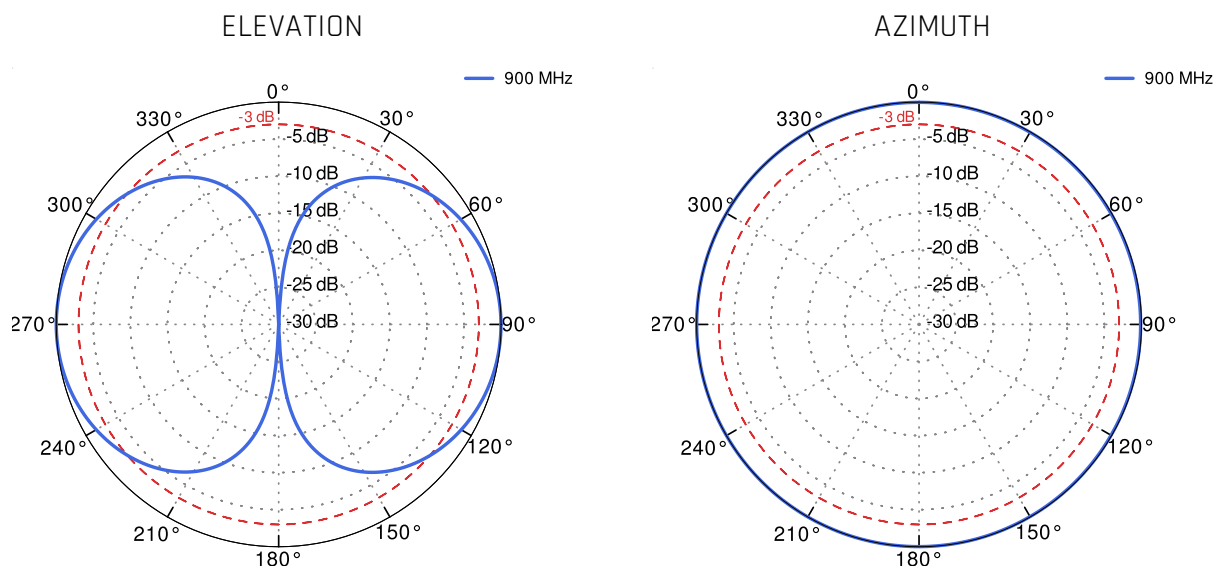 ELEVATION
900 MHz
0°
330°
-3 dB
30°
-5 dB
-10 dB
300°
-15 dB
60°
-20 dB
-25 dB
270°
-30 dB
90°
240°
120°
210°
150°
180°
AZIMUTH
900 MHz
0°
330°
-3 dB
30°
-5 dB
-10 dB
300°
-15 dB
60°
-20 dB
-25 dB
270°
-30 dB
90°
240°
120°
210°
150°
180°